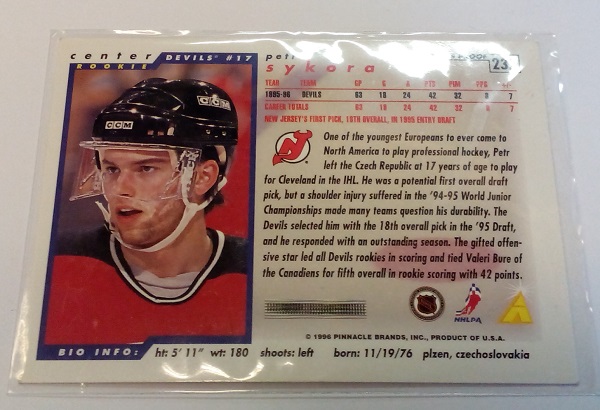 center DEVILS® #17
ROOKIE
petr
sykora
23
CCM
CCM
YEAR TEAM GP G A PTS PIM PPG
1995-96 DEVILS 63 18 24 42 32 8 7
CAREER TOTALS 63 18 24 42 32 8 7
NEW JERSEY'S FIRST PICK, 18TH OVERALL, IN 1995 ENTRY DRAFT
One of the youngest Europeans to ever come to
North America to play professional hockey, Petr
left the Czech Republic at 17 years of age to play
for Cleveland in the IHL. He was a potential first overall draft
pick, but a shoulder injury suffered in the '94-95 World Junior
Championships made many teams question his durability. The
Devils selected him with the 18th overall pick in the '95 Draft,
and he responded with an outstanding season. The gifted offen-
sive star led all Devils rookies in scoring and tied Valeri Bure of
the Canadiens for fifth overall in rookie scoring with 42 points.
NHLPA
© 1996 PINNACLE BRANDS, INC., PRODUCT OF U.S.A.
BIO INFO: ht: 5' 11" wt: 180 shoots: left born: 11/19/76 plzen, czechoslovakia